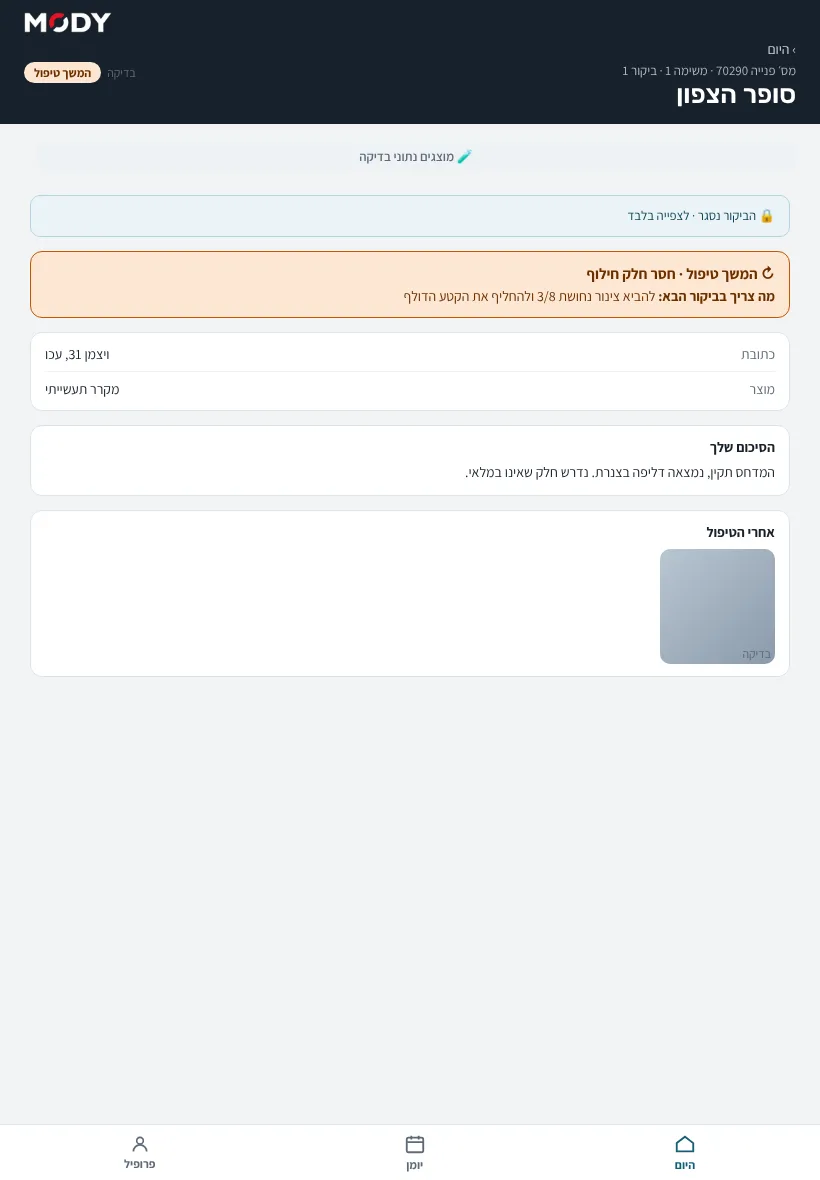 MODY
› היום
מס׳ פנייה 70290 · משימה 1 · ביקור 1
סופר הצפון
בדיקה
המשך טיפול
🧪 מוצגים נתוני בדיקה
🔒 הביקור נסגר · לצפייה בלבד
↻ המשך טיפול · חסר חלק חילוף
מה צריך בביקור הבא: להביא צינור נחושת 3/8 ולהחליף את הקטע הדולף
כתובת
ויצמן 31, עכו
מוצר
מקרר תעשייתי
הסיכום שלך
המדחס תקין, נמצאה דליפה בצנרת. נדרש חלק שאינו במלאי.
אחרי הטיפול
בדיקה
היום
יומן
פרופיל